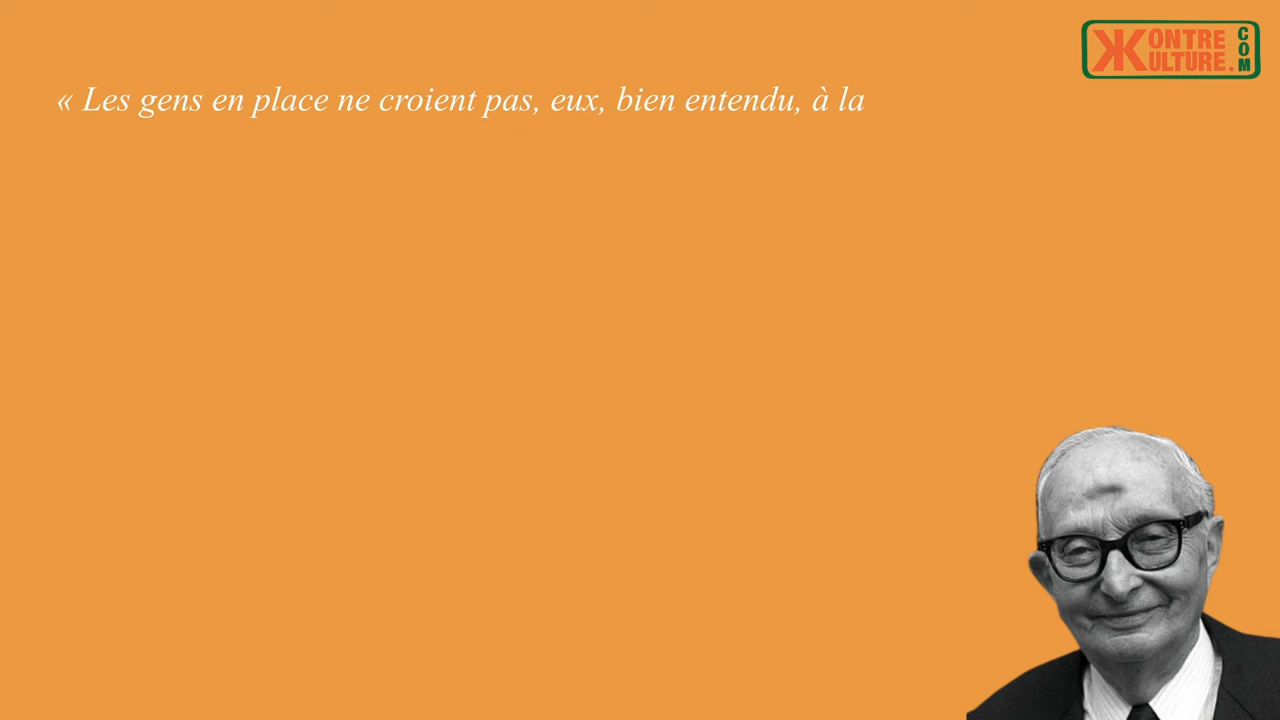 KONTRE
KULTURE.
COM
« Les gens en place ne croient pas, eux, bien entendu, à la